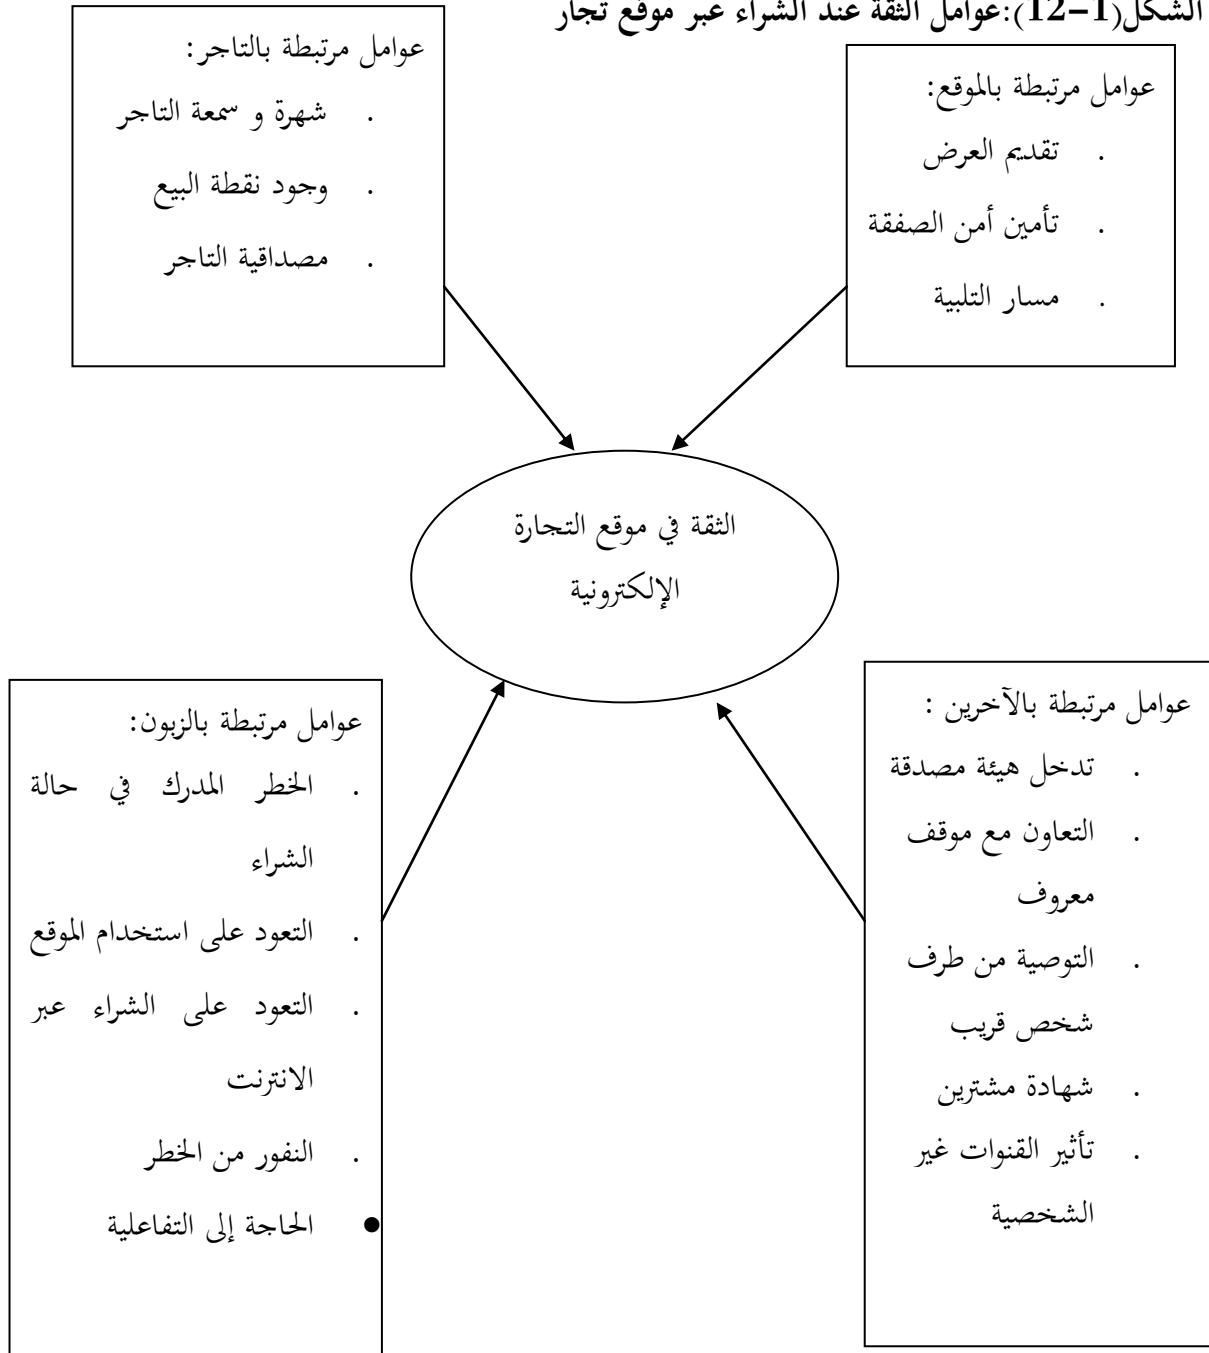 الشكل(1-12):عوامل الثقة عند الشراء عبر موقع تجار
عوامل مرتبطة بالموقع:
. تقديم العرض
. تأمين أمن الصفقة
. مسار التلبية
عوامل مرتبطة بالتاجر:
. شهرة و سمعة التاجر
. وجود نقطة البيع
. مصداقية التاجر
الثقة في موقع التجارة
الإلكترونية
عوامل مرتبطة بالآخرين :
. تدخل هيئة مصدقة
. التعاون مع موقف
معروف
. التوصية من طرف
شخص قريب
. شهادة مشترين
. تأثير القنوات غير
الشخصية
عوامل مرتبطة بالزبون:
. الخطر المدرك في حالة
الشراء
. التعود على استخدام الموقع
. التعود على الشراء عبر
الانترنت
. النفور من الخطر
● الحاجة إلى التفاعلية